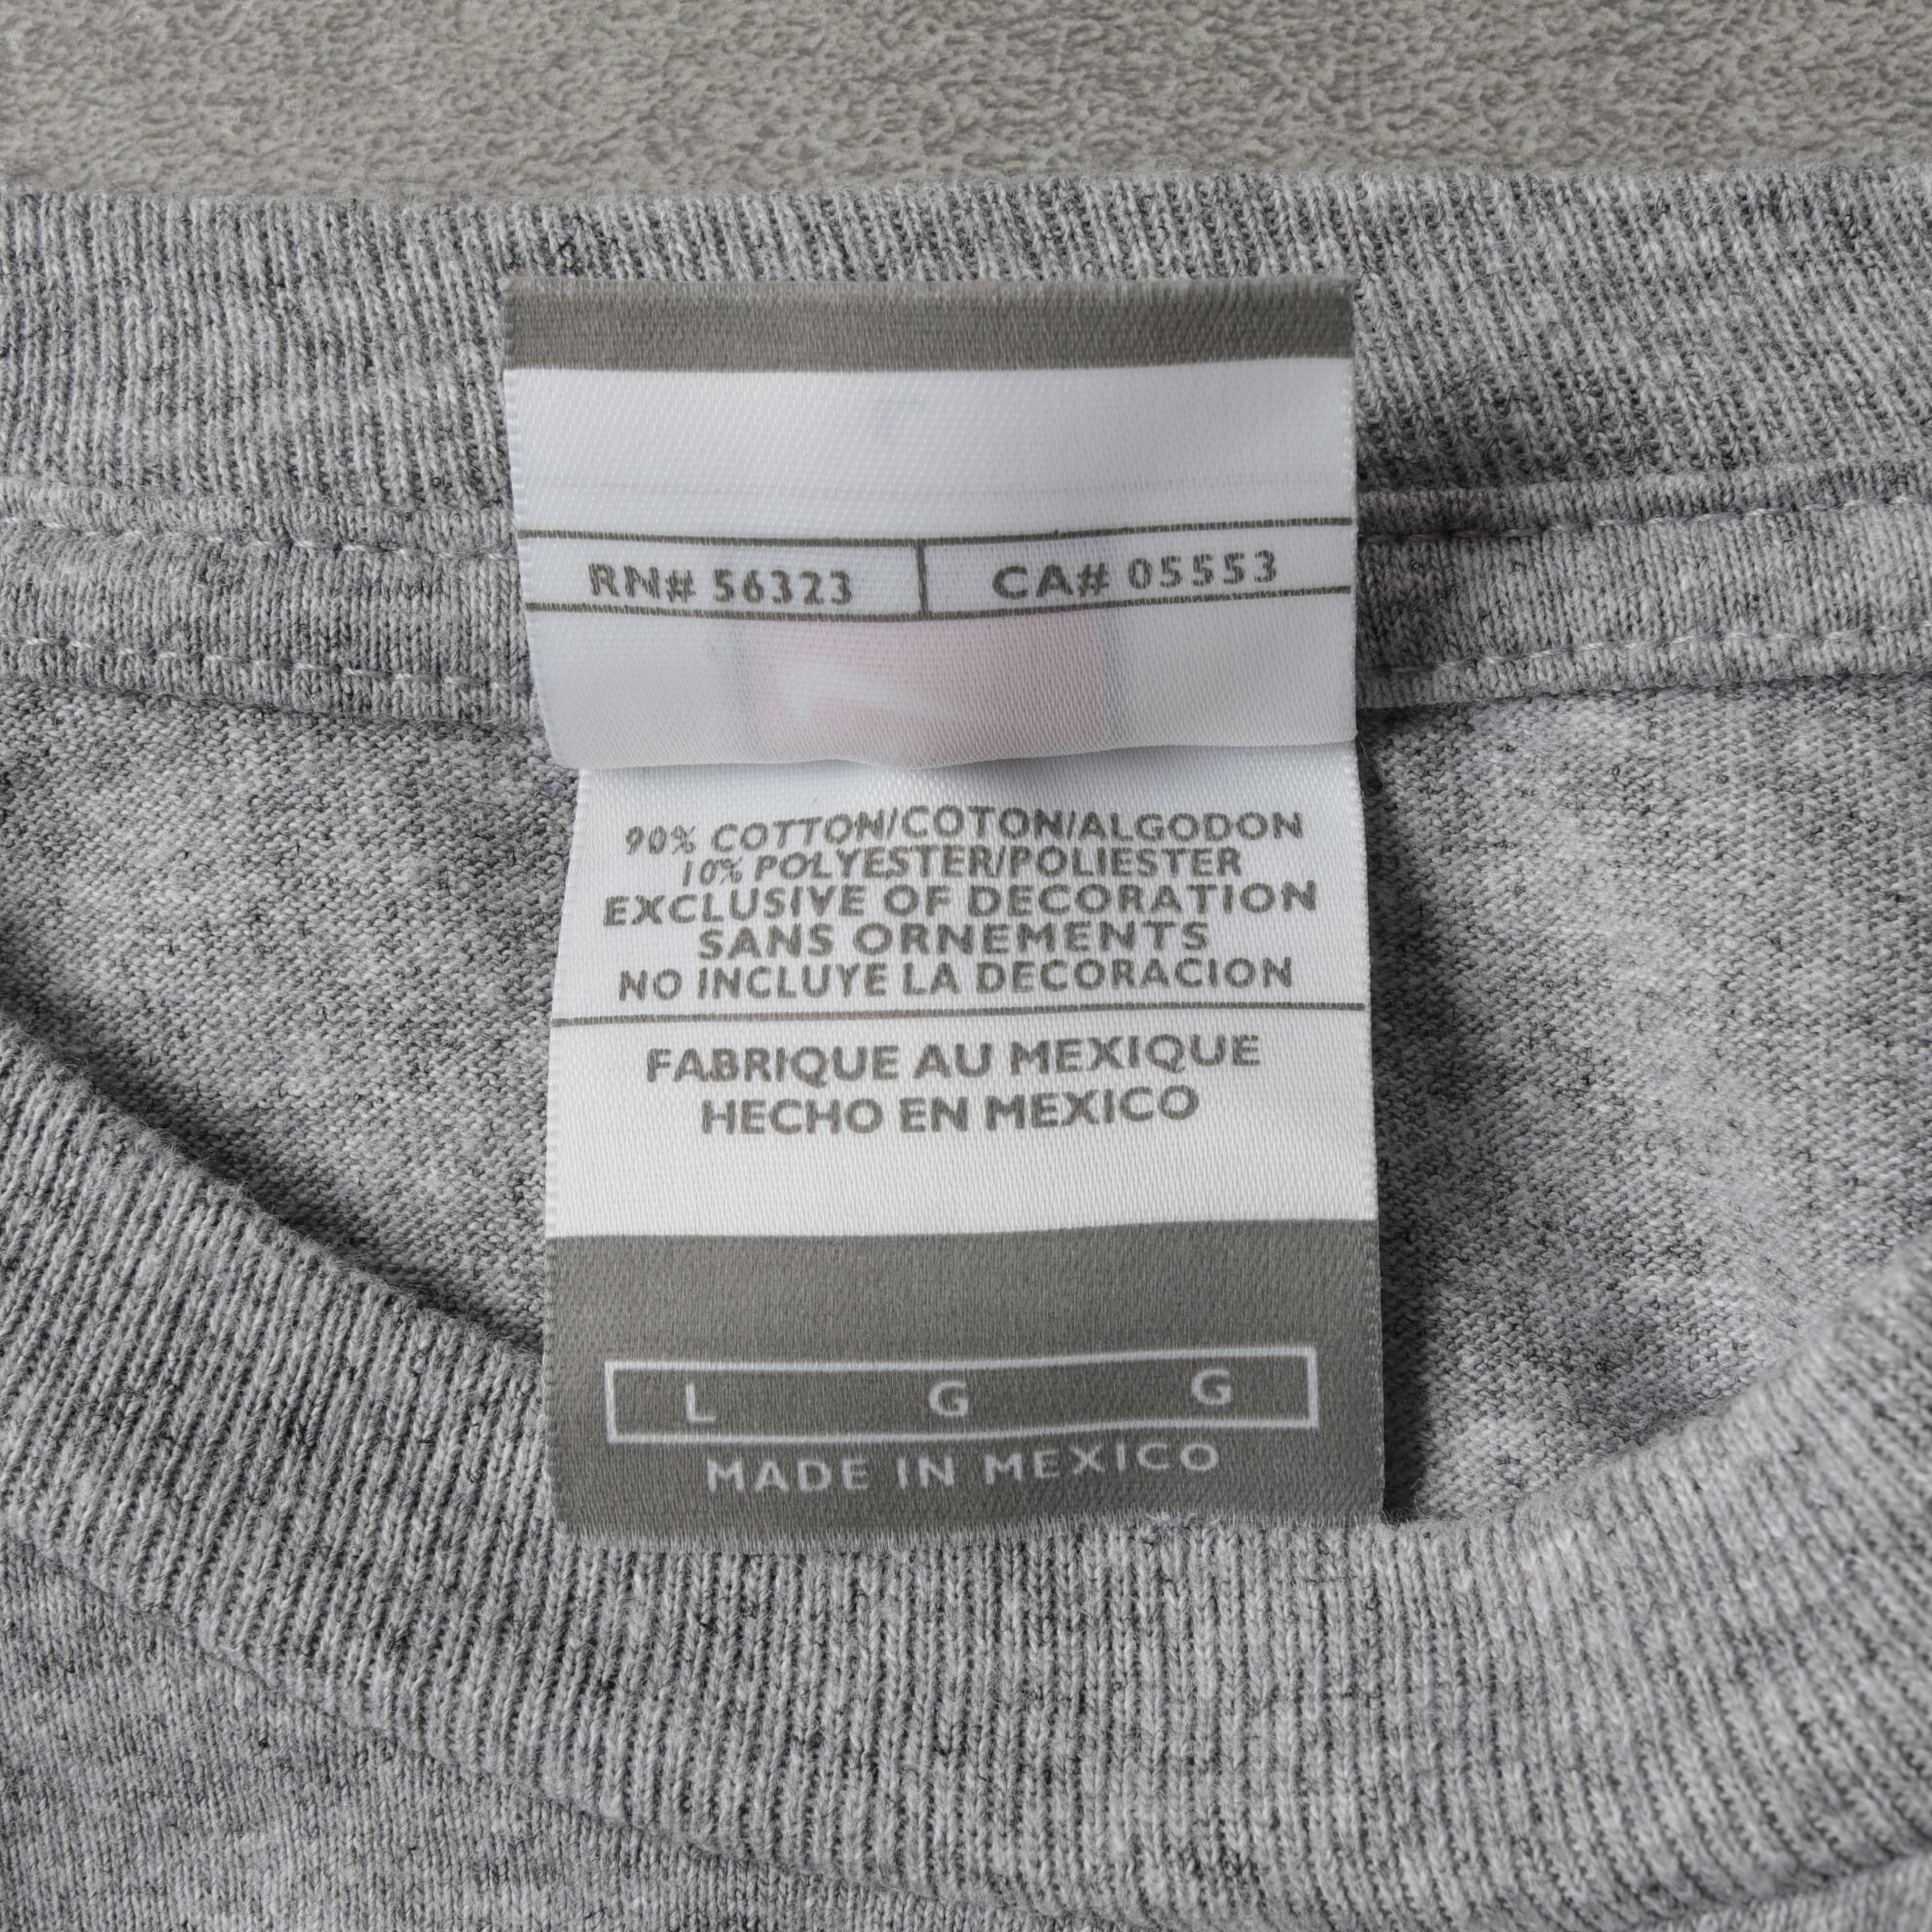 RN# 56323 CA# 05553
90% COTTON/COTON/ALGODON
10% POLYESTER/POLIESTER
EXCLUSIVE OF DECORATION
SANS ORNEMENTS
NO INCLUYE LA DECORACION
FABRIQUE AU MEXIQUE
HECHO EN MEXICO
L G G
MADE IN MEXICO